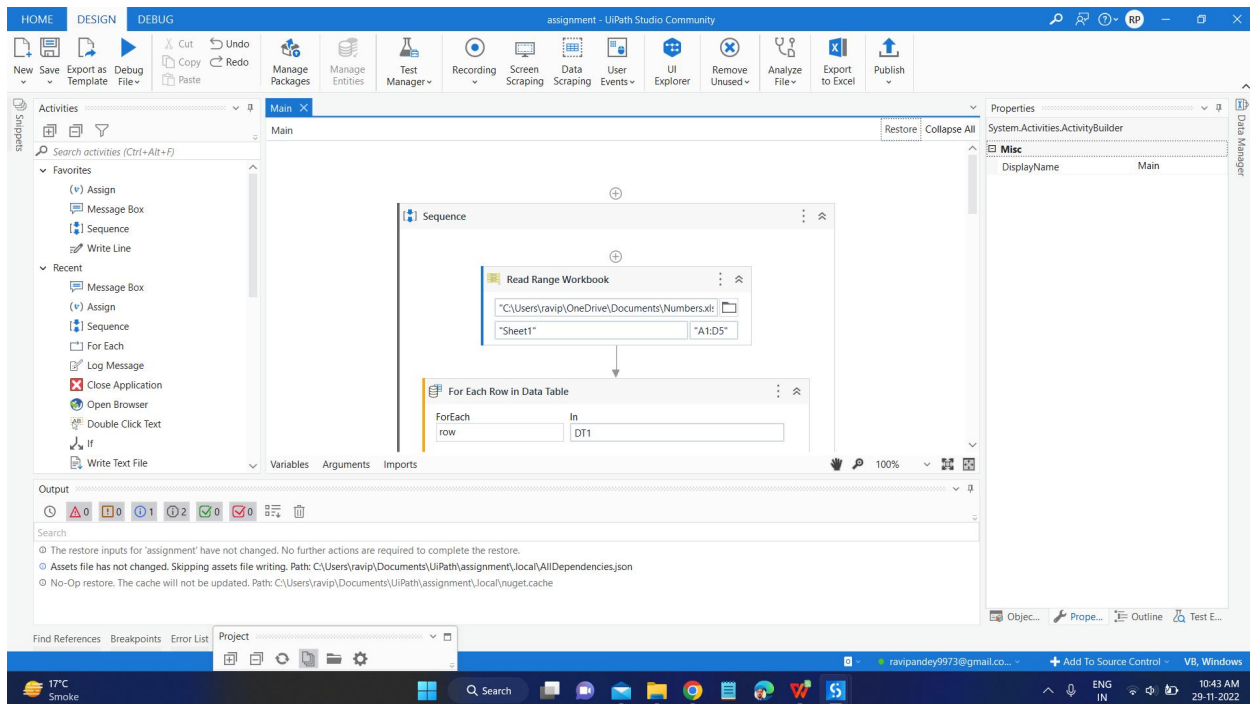 HOME DESIGN DEBUG assignment - UiPath Studio Community RP
New Save Export as Template Debug File Cut Copy Paste Undo Redo Manage Packages Manage Entities Test Manager Recording Screen Scraping Data Scraping User Events UI Explorer Remove Unused Analyze File Export to Excel Publish
Snippets
Activities
Search activities (Ctrl+Alt+F)
Favorites
Assign
Message Box
Sequence
Write Line
Recent
Message Box
Assign
Sequence
For Each
Log Message
Close Application
Open Browser
Double Click Text
If
Write Text File
Main
Main Restore Collapse All
Sequence
Read Range Workbook
"C:\Users\ravip\OneDrive\Documents\Numbers.xls
"Sheet1" "A1:D5"
For Each Row in Data Table
ForEach In
row DT1
Variables Arguments Imports 100%
Properties
System.Activities.ActivityBuilder
Misc
DisplayName Main
Data Manager
Output
0 0 1 2 0 0
Search
The restore inputs for 'assignment' have not changed. No further actions are required to complete the restore.
Assets file has not changed. Skipping assets file writing. Path: C:\Users\ravip\Documents\UiPath\assignment\.local\AllDependencies.json
No-Op restore. The cache will not be updated. Path: C:\Users\ravip\Documents\UiPath\assignment\.local\nuget.cache
Objec... Prope... Outline Test E...
Find References Breakpoints Error List Project
ravipandey9973@gmail.co... Add To Source Control VB, Windows
17°C
Smoke
Search
ENG
IN
10:43 AM
29-11-2022